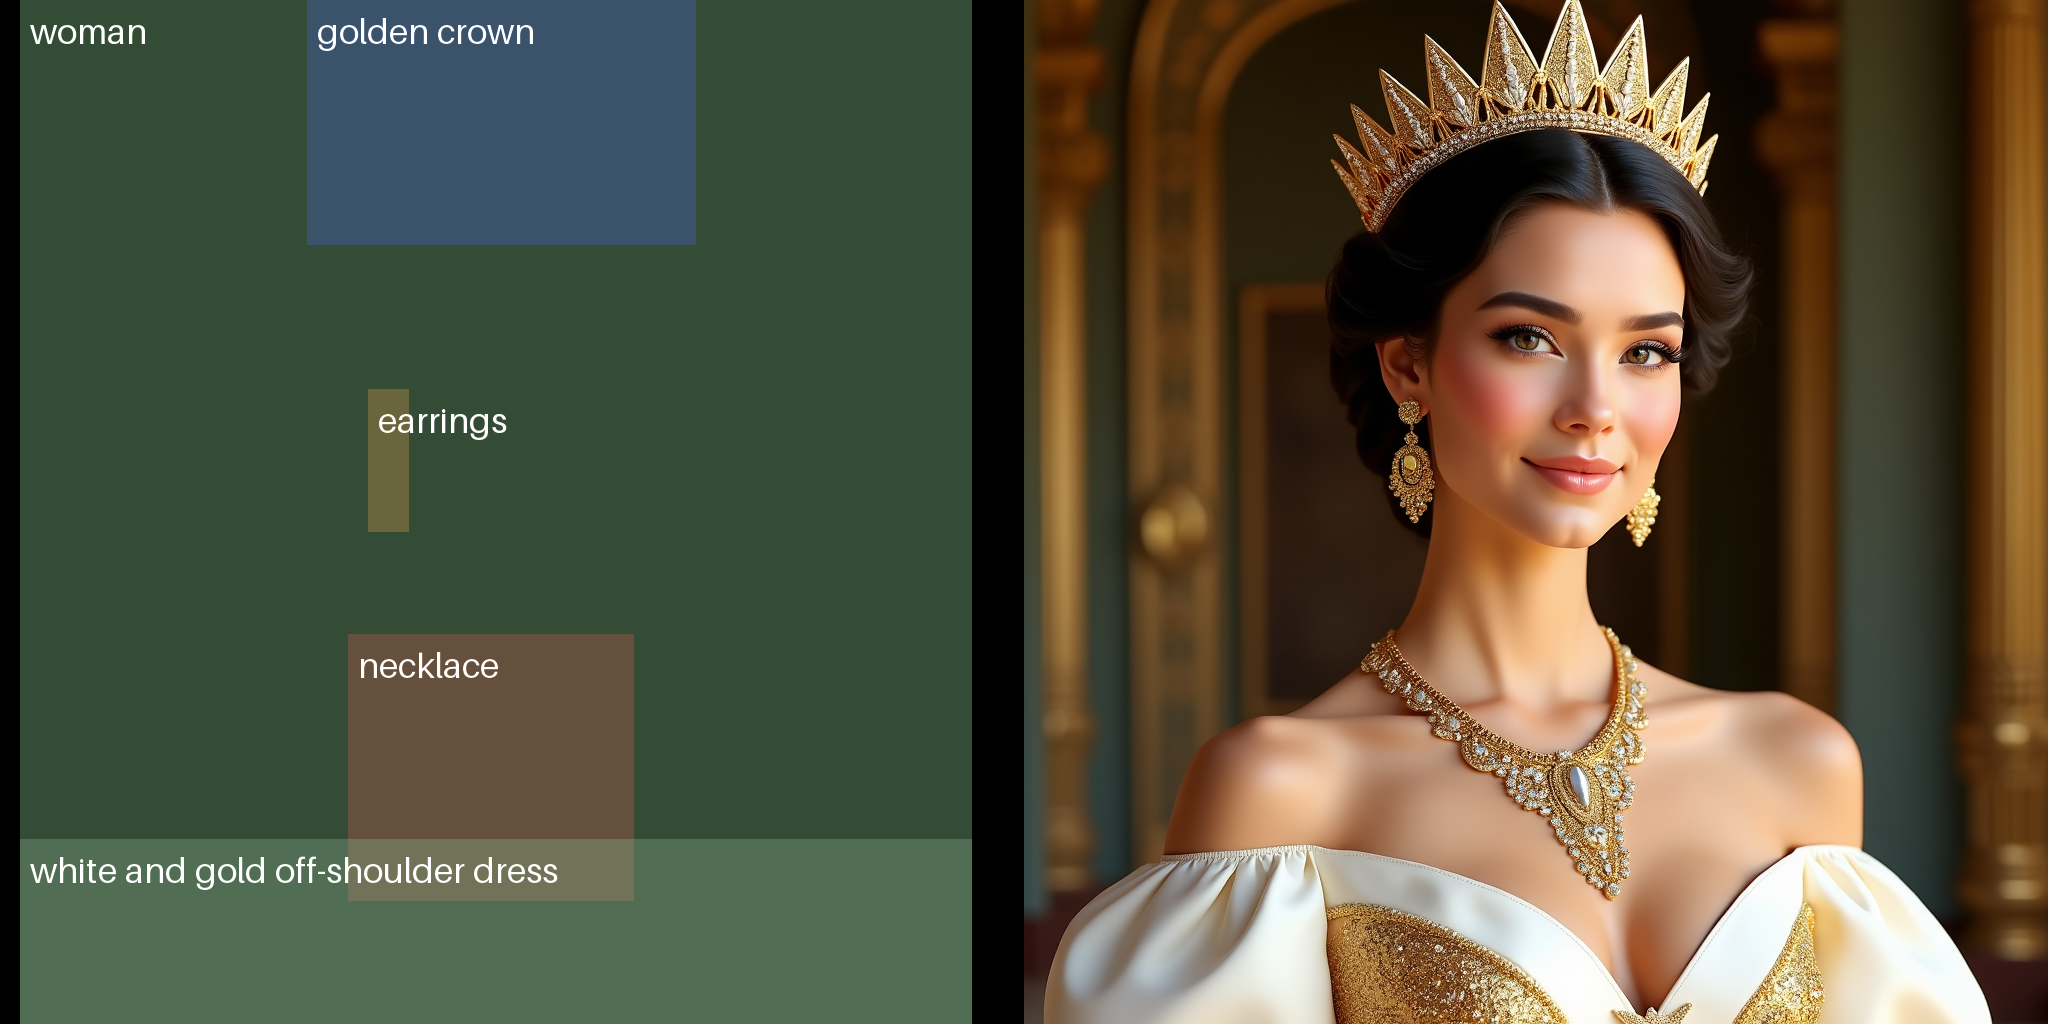 woman
golden crown
earrings
necklace
white and gold off-shoulder dress